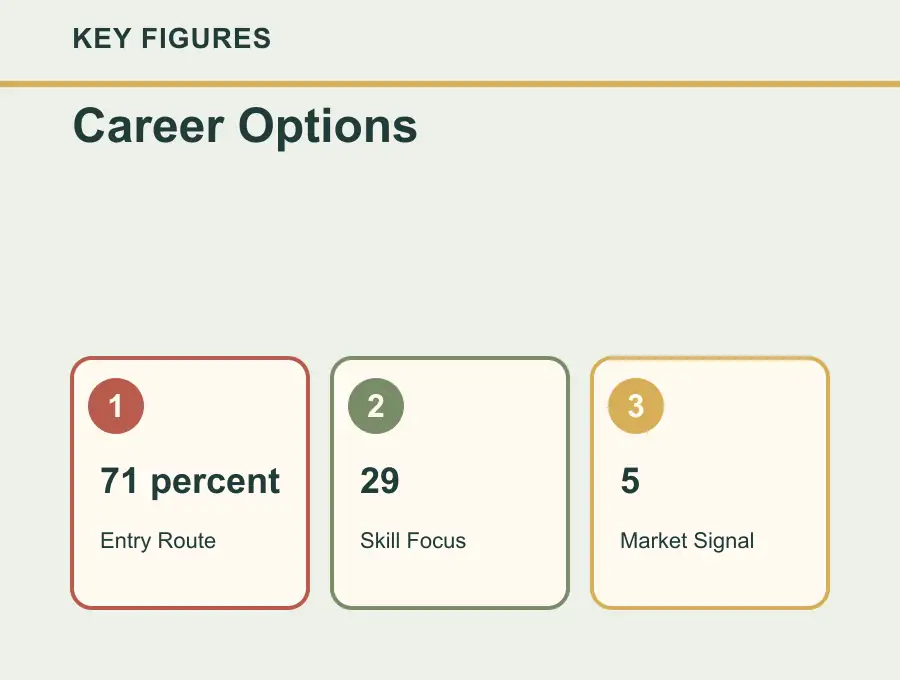 KEY FIGURES
Career Options
1
71 percent
Entry Route
2
29
Skill Focus
3
5
Market Signal